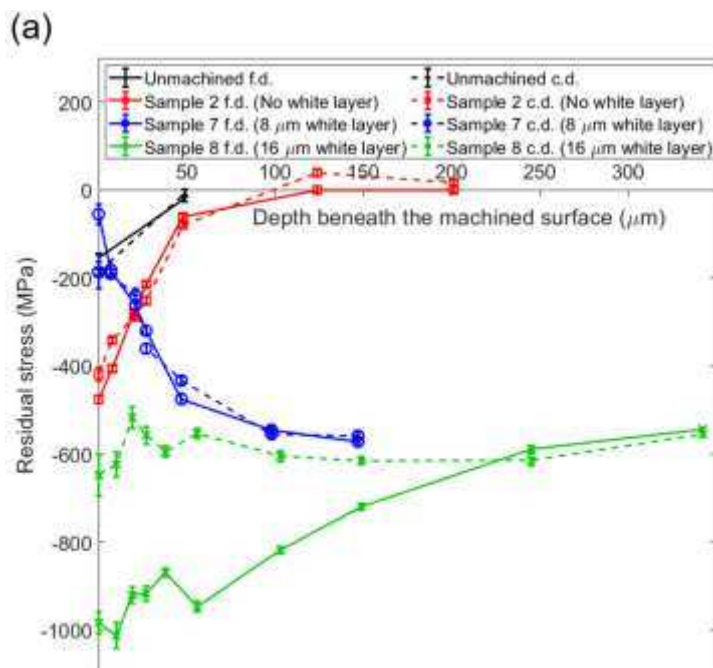 (a)
Unmachined f.d.
Unmachined c.d.
Sample 2 f.d. (No white layer)
Sample 2 c.d. (No white layer)
Sample 7 f.d. (8 μm white layer)
Sample 7 c.d. (8 μm white layer)
Sample 8 f.d. (16 μm white layer)
Sample 8 c.d. (16 μm white layer)
50 100 150 200 250 300
Depth beneath the machined surface (μm)
Residual stress (MPa)
200
0
-200
-400
-600
-800
-1000